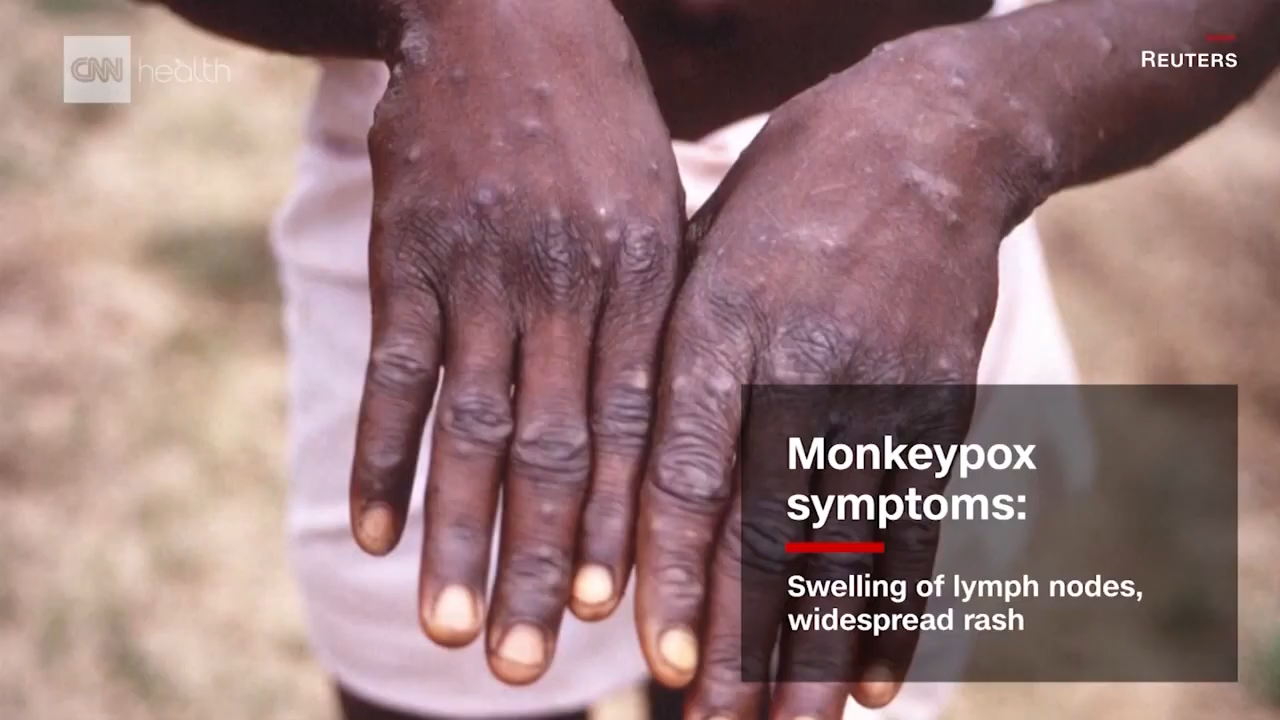 CNN health
REUTERS
Monkeypox
symptoms:
Swelling of lymph nodes,
widespread rash